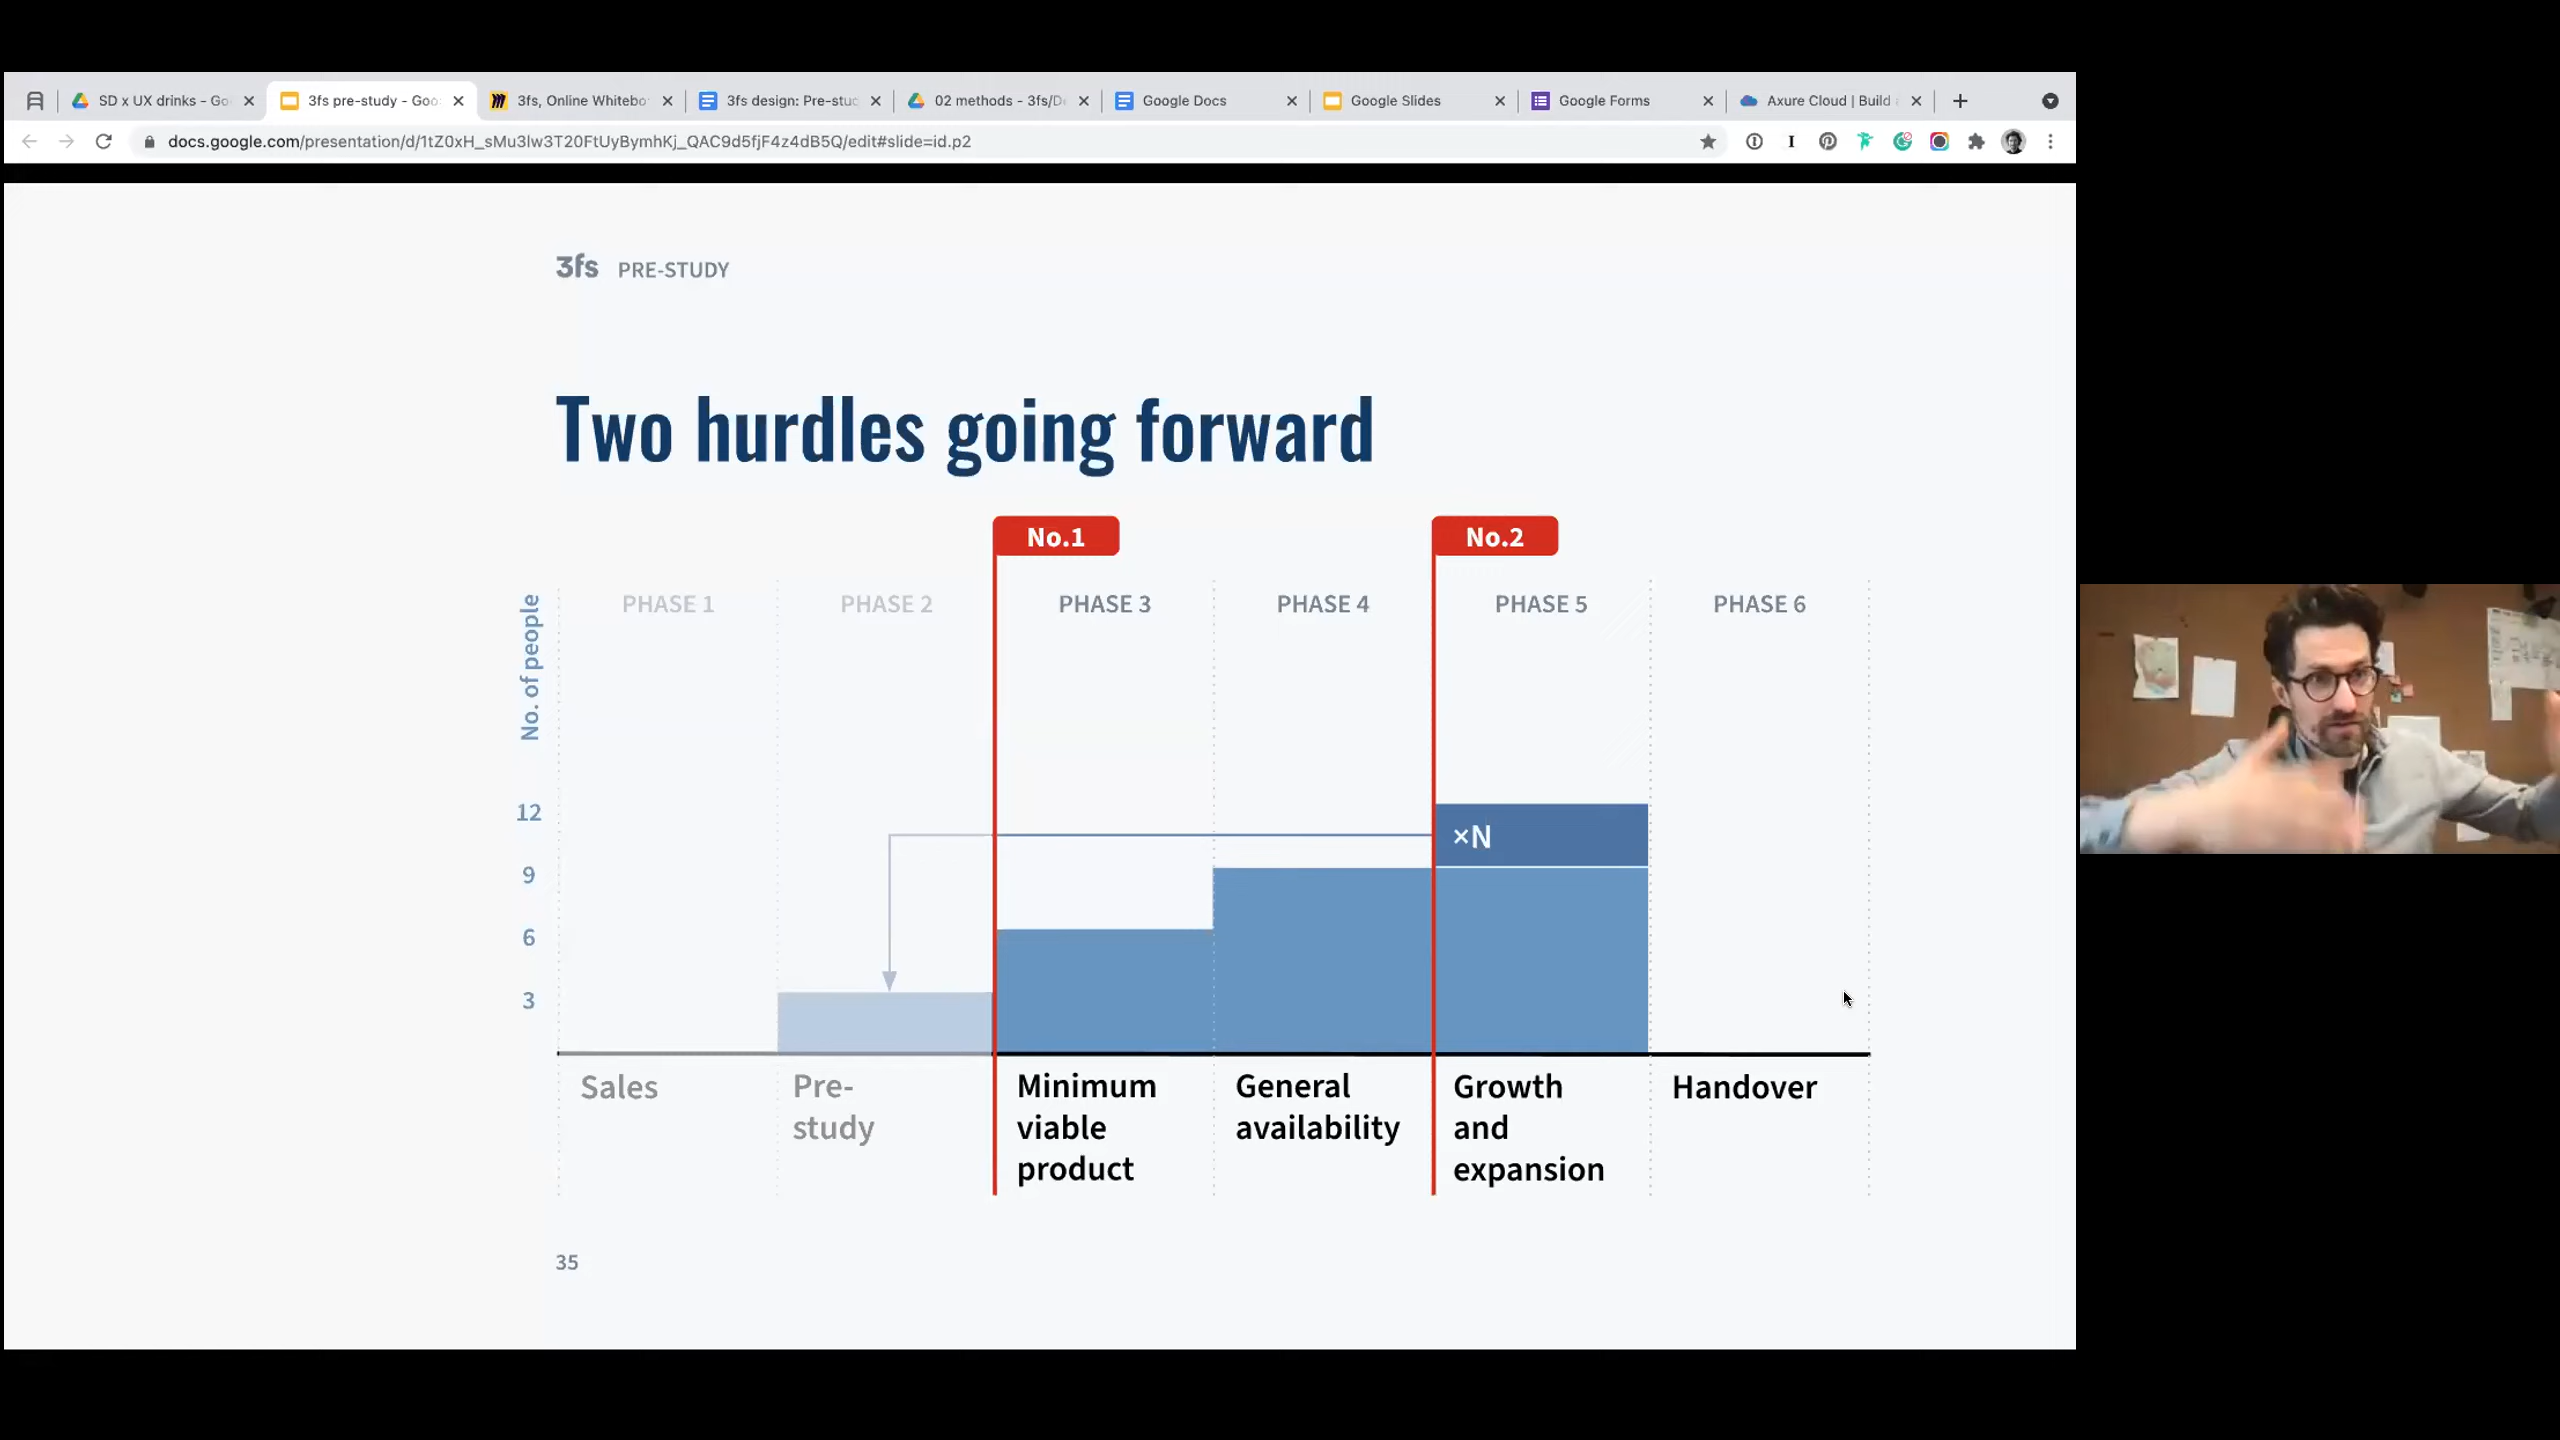 SD x UX drinks - Go
3fs pre-study - Goo
3fs, Online Whitebo
3fs design: Pre-stud
02 methods - 3fs/De
Google Docs
Google Slides
Google Forms
Axure Cloud | Build
docs.google.com/presentation/d/1tZ0xH_sMu3lw3T20FtUyBymhKj_QAC9d5fjF4z4dB5Q/edit#slide=id.p2
3fs PRE-STUDY
Two hurdles going forward
No.1
No.2
No. of people
PHASE 1
PHASE 2
PHASE 3
PHASE 4
PHASE 5
PHASE 6
12
9
6
3
×N
Sales
Pre-
study
Minimum
viable
product
General
availability
Growth
and
expansion
Handover
35